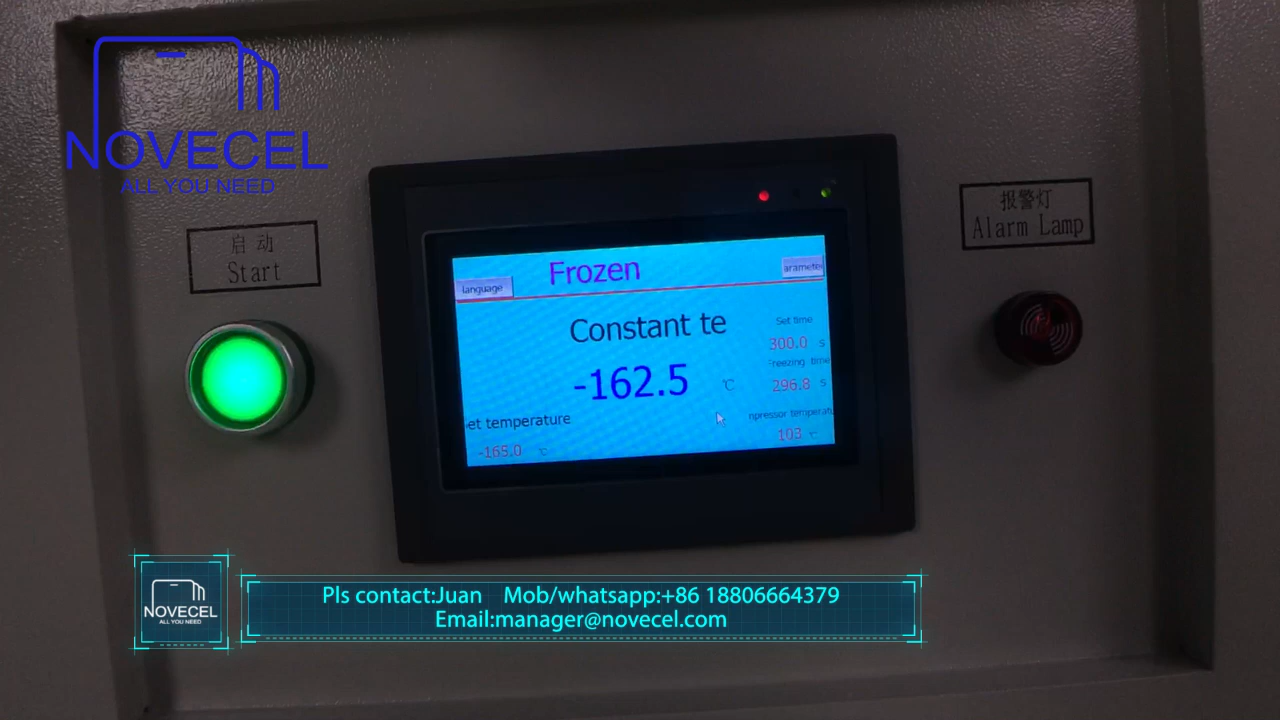 NOVECEL
ALL YOU NEED
启动
Start
报警灯
Alarm Lamp
language
Frozen
arameter
Constant te
-162.5 ℃
Set time
300.0 s
Freezing time
296.8 s
et temperature
-165.0 ℃
npressor temperatu
103 ℃
NOVECEL
ALL YOU NEED
Pls contact:Juan Mob/whatsapp:+86 18806664379
Email:manager@novecel.com